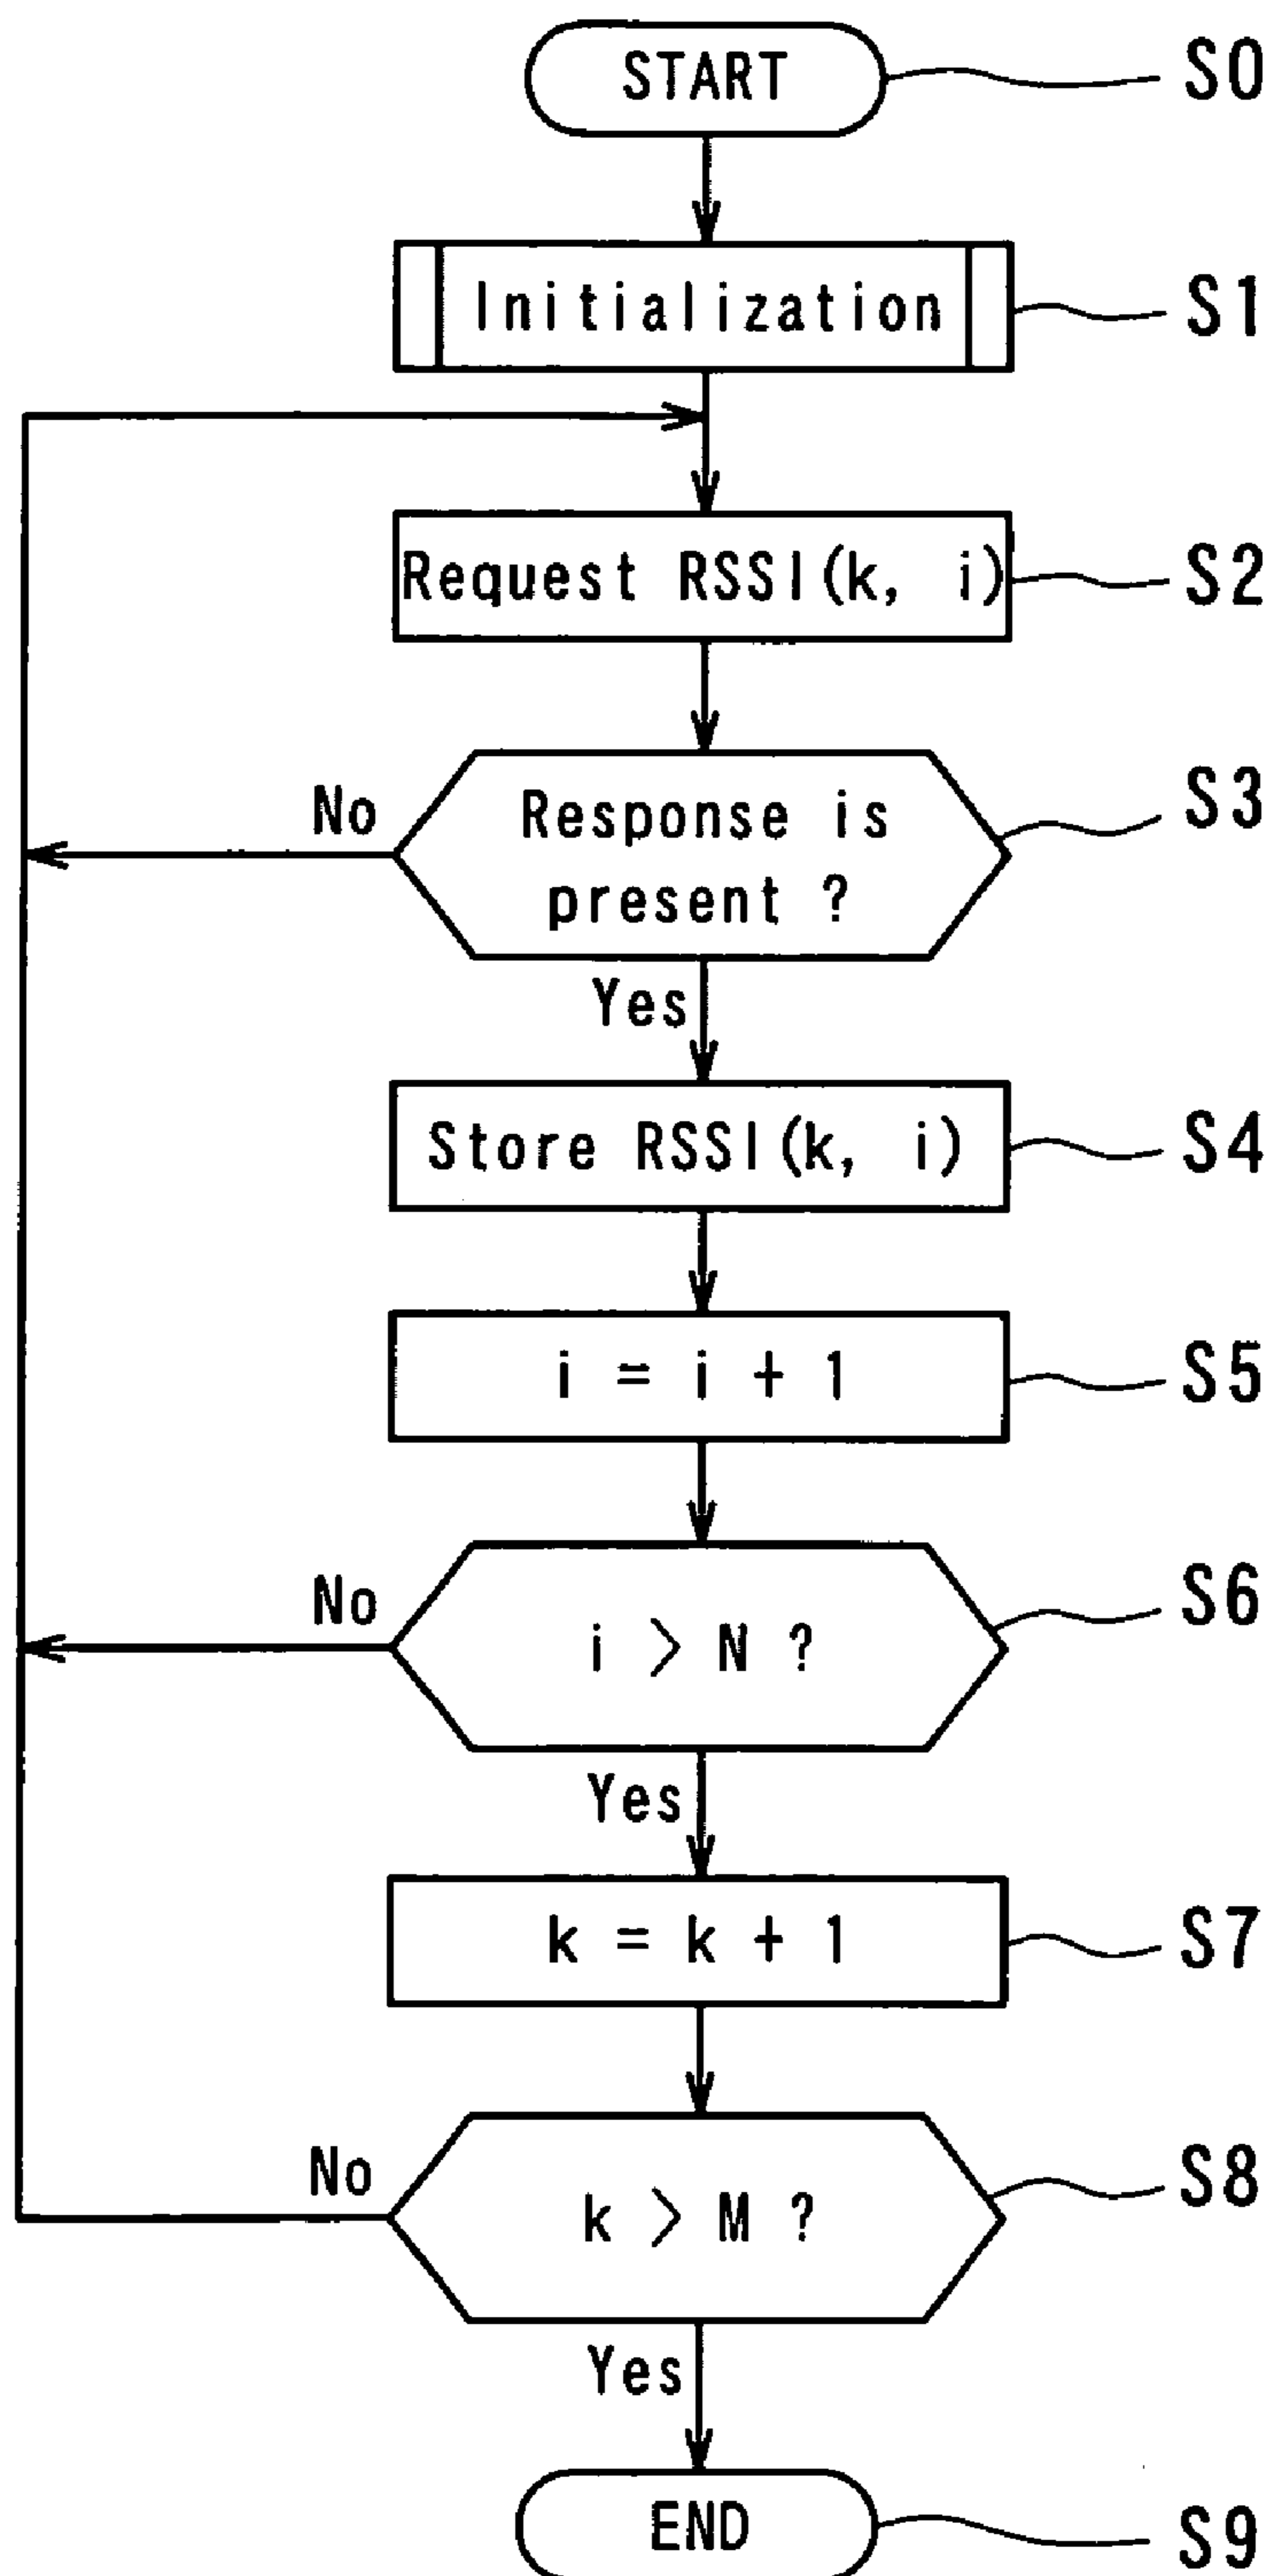 START
S0
Initialization
S1
Request RSSI(k, i)
S2
Response is
present ?
S3
No
Yes
Store RSSI(k, i)
S4
i = i + 1
S5
i > N ?
S6
No
Yes
k = k + 1
S7
k > M ?
S8
No
Yes
END
S9